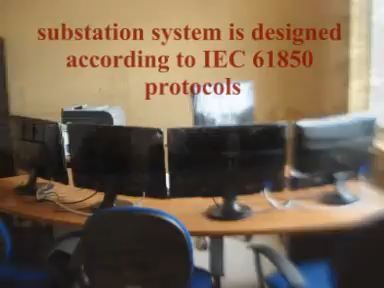 substation system is designed
according to IEC 61850
protocols